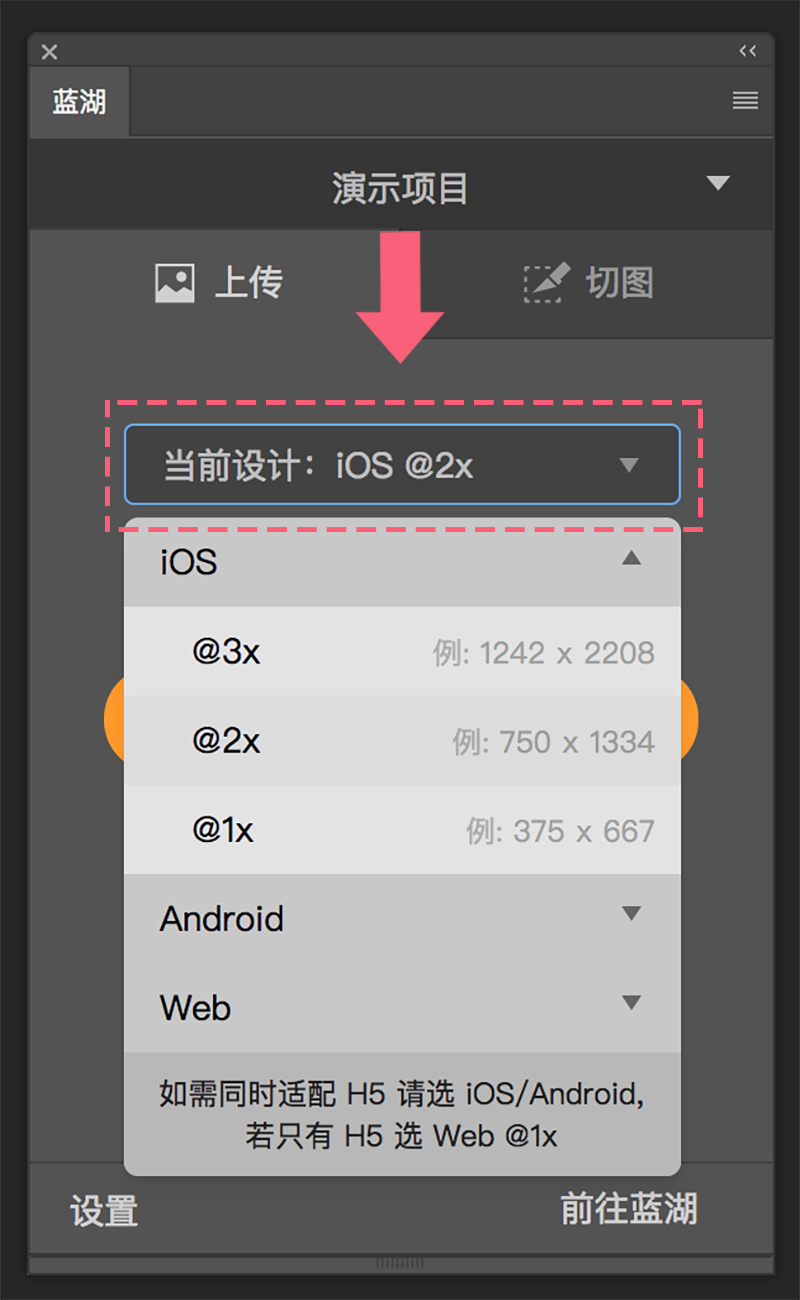 蓝湖
演示项目
上传
切图
当前设计：iOS @2x
iOS
@3x 例: 1242 x 2208
@2x 例: 750 x 1334
@1x 例: 375 x 667
Android
Web
如需同时适配 H5 请选 iOS/Android,
若只有 H5 选 Web @1x
设置
前往蓝湖